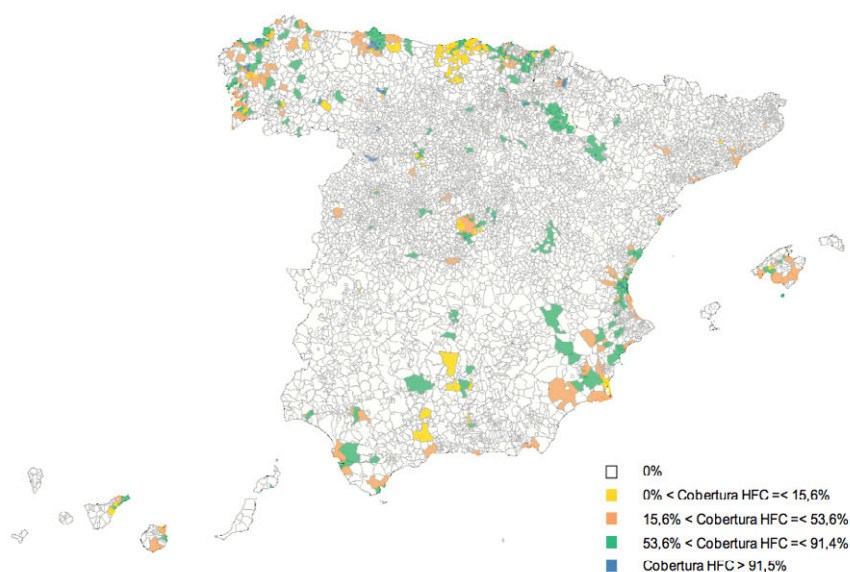 0%
0% < Cobertura HFC =< 15,6%
15,6% < Cobertura HFC =< 53,6%
53,6% < Cobertura HFC =< 91,4%
Cobertura HFC > 91,5%